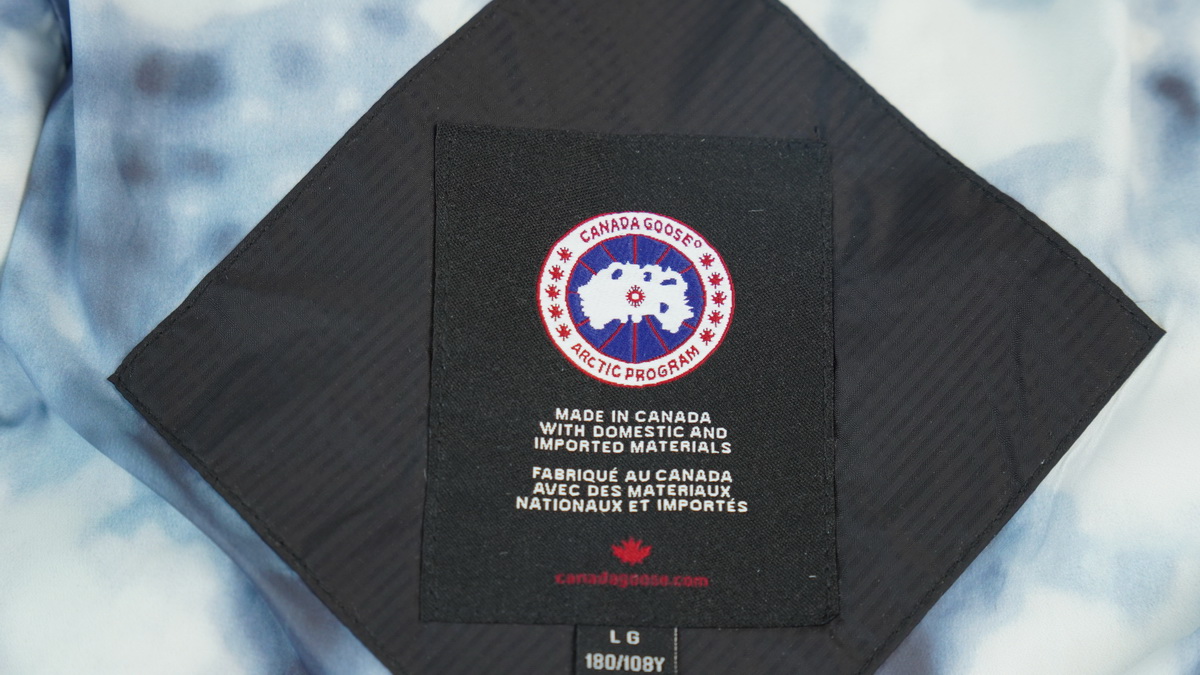 CANADA GOOSE®
ARCTIC PROGRAM
MADE IN CANADA
WITH DOMESTIC AND
IMPORTED MATERIALS
FABRIQUÉ AU CANADA
AVEC DES MATERIAUX
NATIONAUX ET IMPORTÉS
canadagoose.com
LG
180/108Y